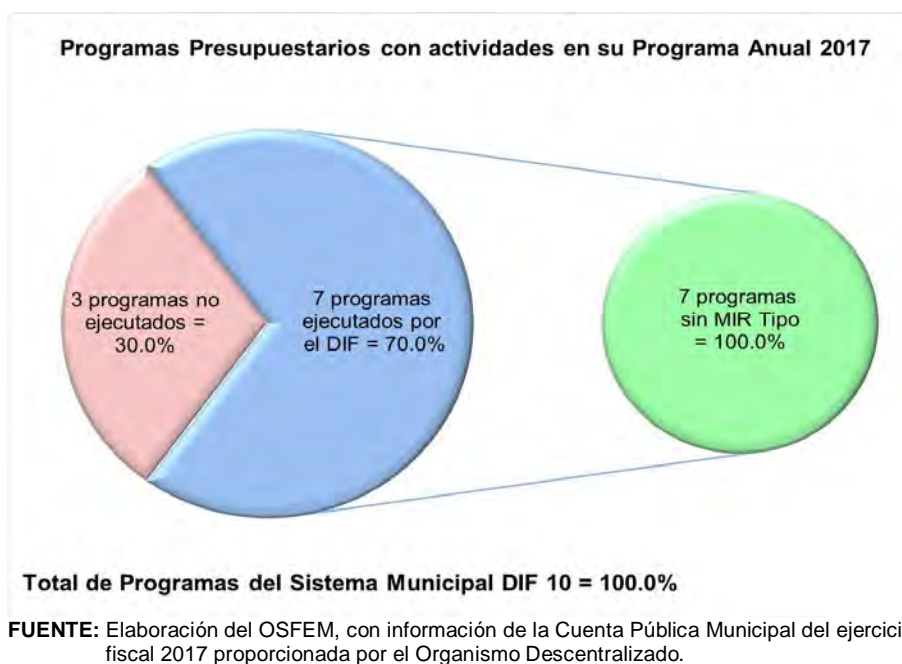 Programas Presupuestarios con actividades en su Programa Anual 2017
3 programas no
ejecutados =
30.0%
7 programas
ejecutados por
el DIF = 70.0%
7 programas
sin MIR Tipo
= 100.0%
Total de Programas del Sistema Municipal DIF 10 = 100.0%
FUENTE: Elaboración del OSFEM, con información de la Cuenta Pública Municipal del ejercici
fiscal 2017 proporcionada por el Organismo Descentralizado.